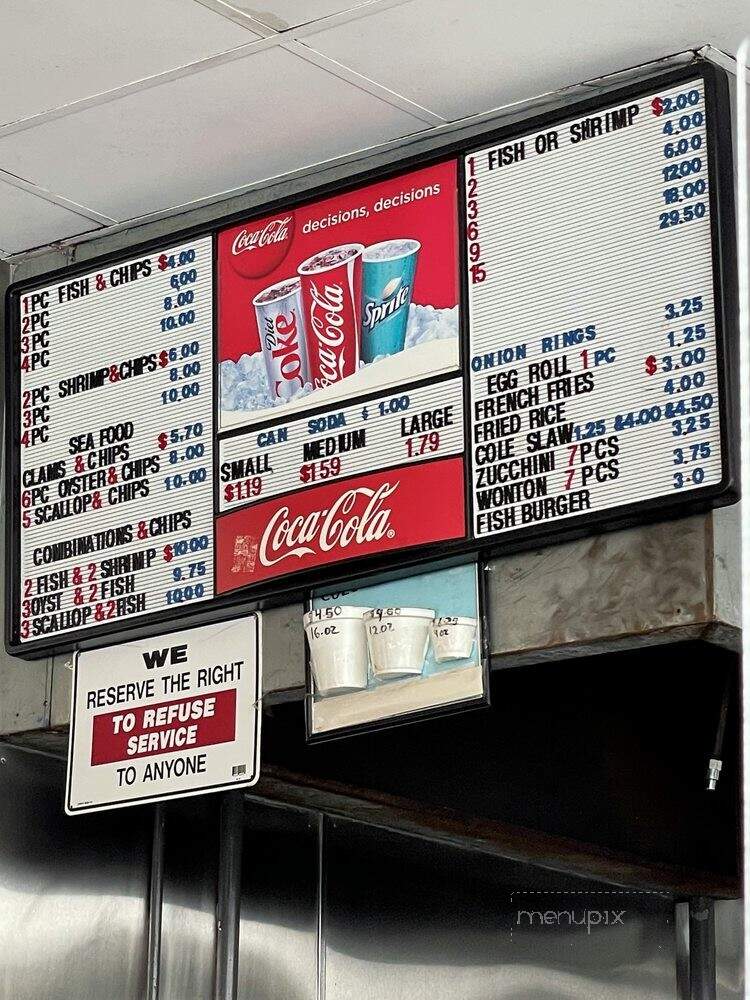 1PC FISH & CHIPS $4.00
2PC 6.00
3PC 8.00
4PC 10.00
2PC SHRIMP&CHIPS $6.00
3PC 8.00
4PC 10.00
SEA FOOD
CLAMS & CHIPS $5.70
6PC OYSTER & CHIPS 8.00
5 SCALLOP& CHIPS 10.00
COMBINATIONS & CHIPS
2 FISH & 2 SHRIMP $10.00
3OYST & 2 FISH 9.75
3 SCALLOP &2FISH 10.00
Coca-Cola decisions, decisions
Diet Coke
Coca-Cola
Sprite
CAN SODA $ 1.00
SMALL MEDIUM LARGE
$1.19 $1.59 1.79
Coca-Cola®
1 FISH OR SHRIMP $2.00
2 4.00
3 6.00
6 12.00
9 18.00
15 29.50
ONION RINGS 3.25
EGG ROLL 1 PC 1.25
FRENCH FRIES $3.00
FRIED RICE 4.00
COLE SLAW 1.25 &4.00 &4.50
ZUCCHINI 7PCS 3.25
WONTON 7 PCS 3.75
FISH BURGER 3-0
$4.50
16.0Z
12.0Z
WE
RESERVE THE RIGHT
TO REFUSE
SERVICE
TO ANYONE
menupix